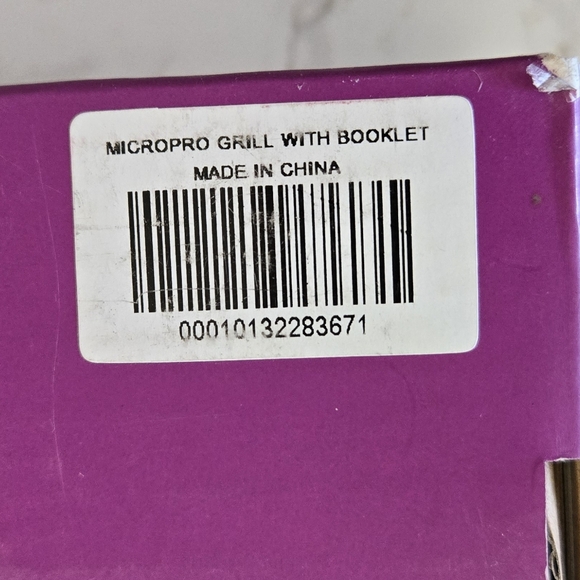 MICROPRO GRILL WITH BOOKLET
MADE IN CHINA
00010132283671